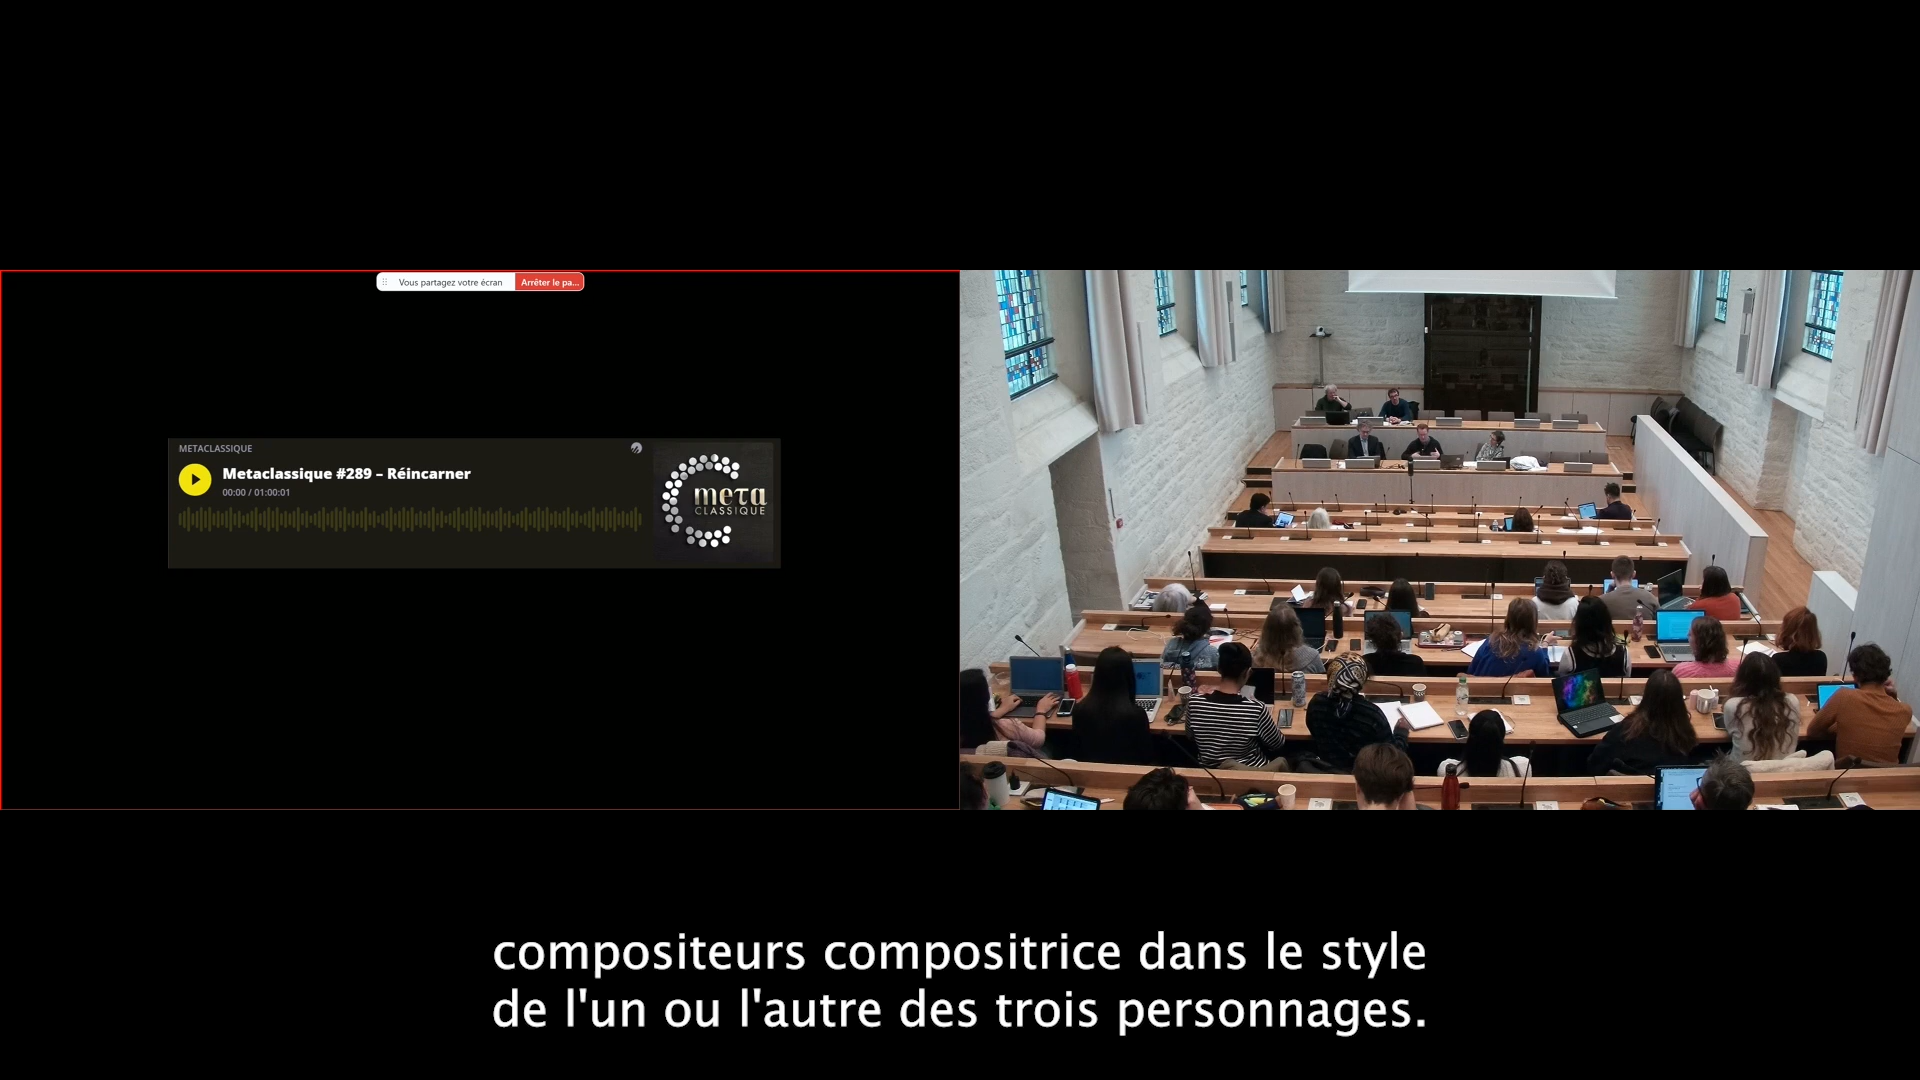 Vous partagez votre écran
Arrêter le pa...
METACLASSIQUE
Metaclassique #289 – Réincarner
00:00 / 01:00:01
meta
CLASSIQUE
compositeurs compositrice dans le style
de l'un ou l'autre des trois personnages.